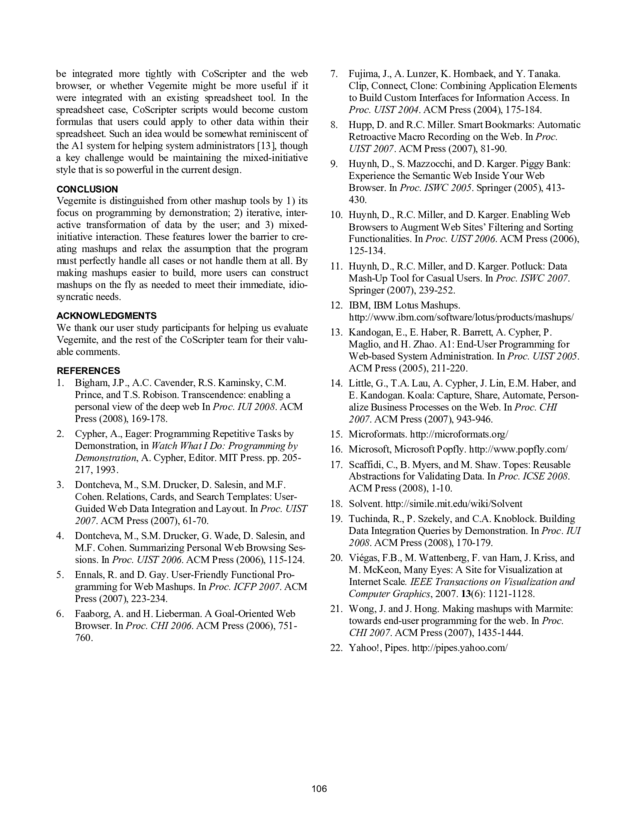 be integrated more tightly with CoScripter and the web
browser, or whether Vegemite might be more useful if it
were integrated with an existing spreadsheet tool. In the
spreadsheet case, CoScripter scripts would become custom
formulas that users could apply to other data within their
spreadsheet. Such an idea would be somewhat reminiscent of
the A1 system for helping system administrators [13], though
a key challenge would be maintaining the mixed-initiative
style that is so powerful in the current design.
CONCLUSION
Vegemite is distinguished from other mashup tools by 1) its
focus on programming by demonstration; 2) iterative, inter-
active transformation of data by the user; and 3) mixed-
initiative interaction. These features lower the barrier to cre-
ating mashups and relax the assumption that the program
must perfectly handle all cases or not handle them at all. By
making mashups easier to build, more users can construct
mashups on the fly as needed to meet their immediate, idio-
syncratic needs.
ACKNOWLEDGMENTS
We thank our user study participants for helping us evaluate
Vegemite, and the rest of the CoScripter team for their valu-
able comments.
REFERENCES
1. Bigham, J.P., A.C. Cavender, R.S. Kaminsky, C.M.
Prince, and T.S. Robison. Transcendence: enabling a
personal view of the deep web In Proc. IUI 2008. ACM
Press (2008), 169-178.
2. Cypher, A., Eager: Programming Repetitive Tasks by
Demonstration, in Watch What I Do: Programming by
Demonstration, A. Cypher, Editor. MIT Press. pp. 205-
217, 1993.
3. Dontcheva, M., S.M. Drucker, D. Salesin, and M.F.
Cohen. Relations, Cards, and Search Templates: User-
Guided Web Data Integration and Layout. In Proc. UIST
2007. ACM Press (2007), 61-70.
4. Dontcheva, M., S.M. Drucker, G. Wade, D. Salesin, and
M.F. Cohen. Summarizing Personal Web Browsing Ses-
sions. In Proc. UIST 2006. ACM Press (2006), 115-124.
5. Ennals, R. and D. Gay. User-Friendly Functional Pro-
gramming for Web Mashups. In Proc. ICFP 2007. ACM
Press (2007), 223-234.
6. Faaborg, A. and H. Lieberman. A Goal-Oriented Web
Browser. In Proc. CHI 2006. ACM Press (2006), 751-
760.
7. Fujima, J., A. Lunzer, K. Hornbaek, and Y. Tanaka.
Clip, Connect, Clone: Combining Application Elements
to Build Custom Interfaces for Information Access. In
Proc. UIST 2004. ACM Press (2004), 175-184.
8. Hupp, D. and R.C. Miller. Smart Bookmarks: Automatic
Retroactive Macro Recording on the Web. In Proc.
UIST 2007. ACM Press (2007), 81-90.
9. Huynh, D., S. Mazzocchi, and D. Karger. Piggy Bank:
Experience the Semantic Web Inside Your Web
Browser. In Proc. ISWC 2005. Springer (2005), 413-
430.
10. Huynh, D., R.C. Miller, and D. Karger. Enabling Web
Browsers to Augment Web Sites' Filtering and Sorting
Functionalities. In Proc. UIST 2006. ACM Press (2006),
125-134.
11. Huynh, D., R.C. Miller, and D. Karger. Potluck: Data
Mash-Up Tool for Casual Users. In Proc. ISWC 2007.
Springer (2007), 239-252.
12. IBM, IBM Lotus Mashups.
http://www.ibm.com/software/lotus/products/mashups/
13. Kandogan, E., E. Haber, R. Barrett, A. Cypher, P.
Maglio, and H. Zhao. A1: End-User Programming for
Web-based System Administration. In Proc. UIST 2005.
ACM Press (2005), 211-220.
14. Little, G., T.A. Lau, A. Cypher, J. Lin, E.M. Haber, and
E. Kandogan. Koala: Capture, Share, Automate, Person-
alize Business Processes on the Web. In Proc. CHI
2007. ACM Press (2007), 943-946.
15. Microformats. http://microformats.org/
16. Microsoft, Microsoft Popfly. http://www.popfly.com/
17. Scaffidi, C., B. Myers, and M. Shaw. Topes: Reusable
Abstractions for Validating Data. In Proc. ICSE 2008.
ACM Press (2008), 1-10.
18. Solvent. http://simile.mit.edu/wiki/Solvent
19. Tuchinda, R., P. Szekely, and C.A. Knoblock. Building
Data Integration Queries by Demonstration. In Proc. IUI
2008. ACM Press (2008), 170-179.
20. Viégas, F.B., M. Wattenberg, F. van Ham, J. Kriss, and
M. McKeon, Many Eyes: A Site for Visualization at
Internet Scale. IEEE Transactions on Visualization and
Computer Graphics, 2007. 13(6): 1121-1128.
21. Wong, J. and J. Hong. Making mashups with Marmite:
towards end-user programming for the web. In Proc.
CHI 2007. ACM Press (2007), 1435-1444.
22. Yahoo!, Pipes. http://pipes.yahoo.com/
106